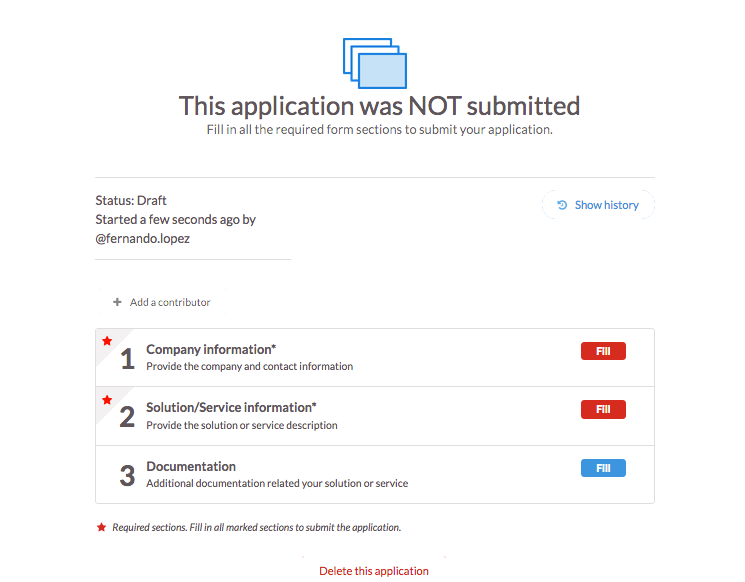 This application was NOT submitted
Fill in all the required form sections to submit your application.
Status: Draft
Show history
Started a few seconds ago by
@fernando.lopez
+ Add a contributor
1 Company information*
Fill
Provide the company and contact information
2 Solution/Service information*
Fill
Provide the solution or service description
3 Documentation
Fill
Additional documentation related your solution or service
Required sections. Fill in all marked sections to submit the application.
Delete this application